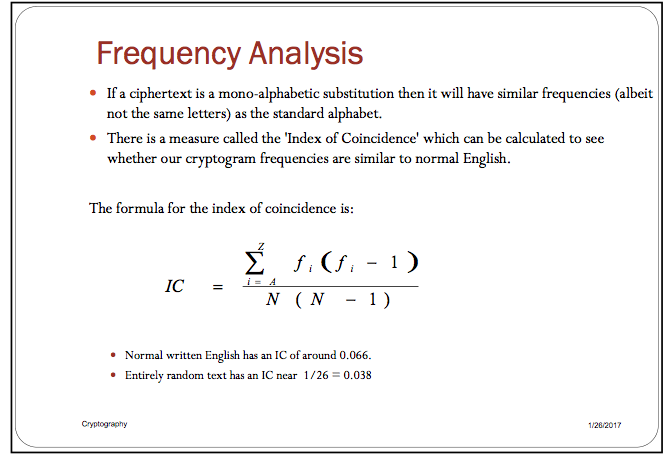 Frequency Analysis
• If a ciphertext is a mono-alphabetic substitution then it will have similar frequencies (albeit
not the same letters) as the standard alphabet.
• There is a measure called the 'Index of Coincidence' which can be calculated to see
whether our cryptogram frequencies are similar to normal English.
The formula for the index of coincidence is:
Z
∑ f i ( f i − 1 )
i = A
IC =
N ( N − 1 )
• Normal written English has an IC of around 0.066.
• Entirely random text has an IC near 1/26 = 0.038
Cryptography
1/26/2017